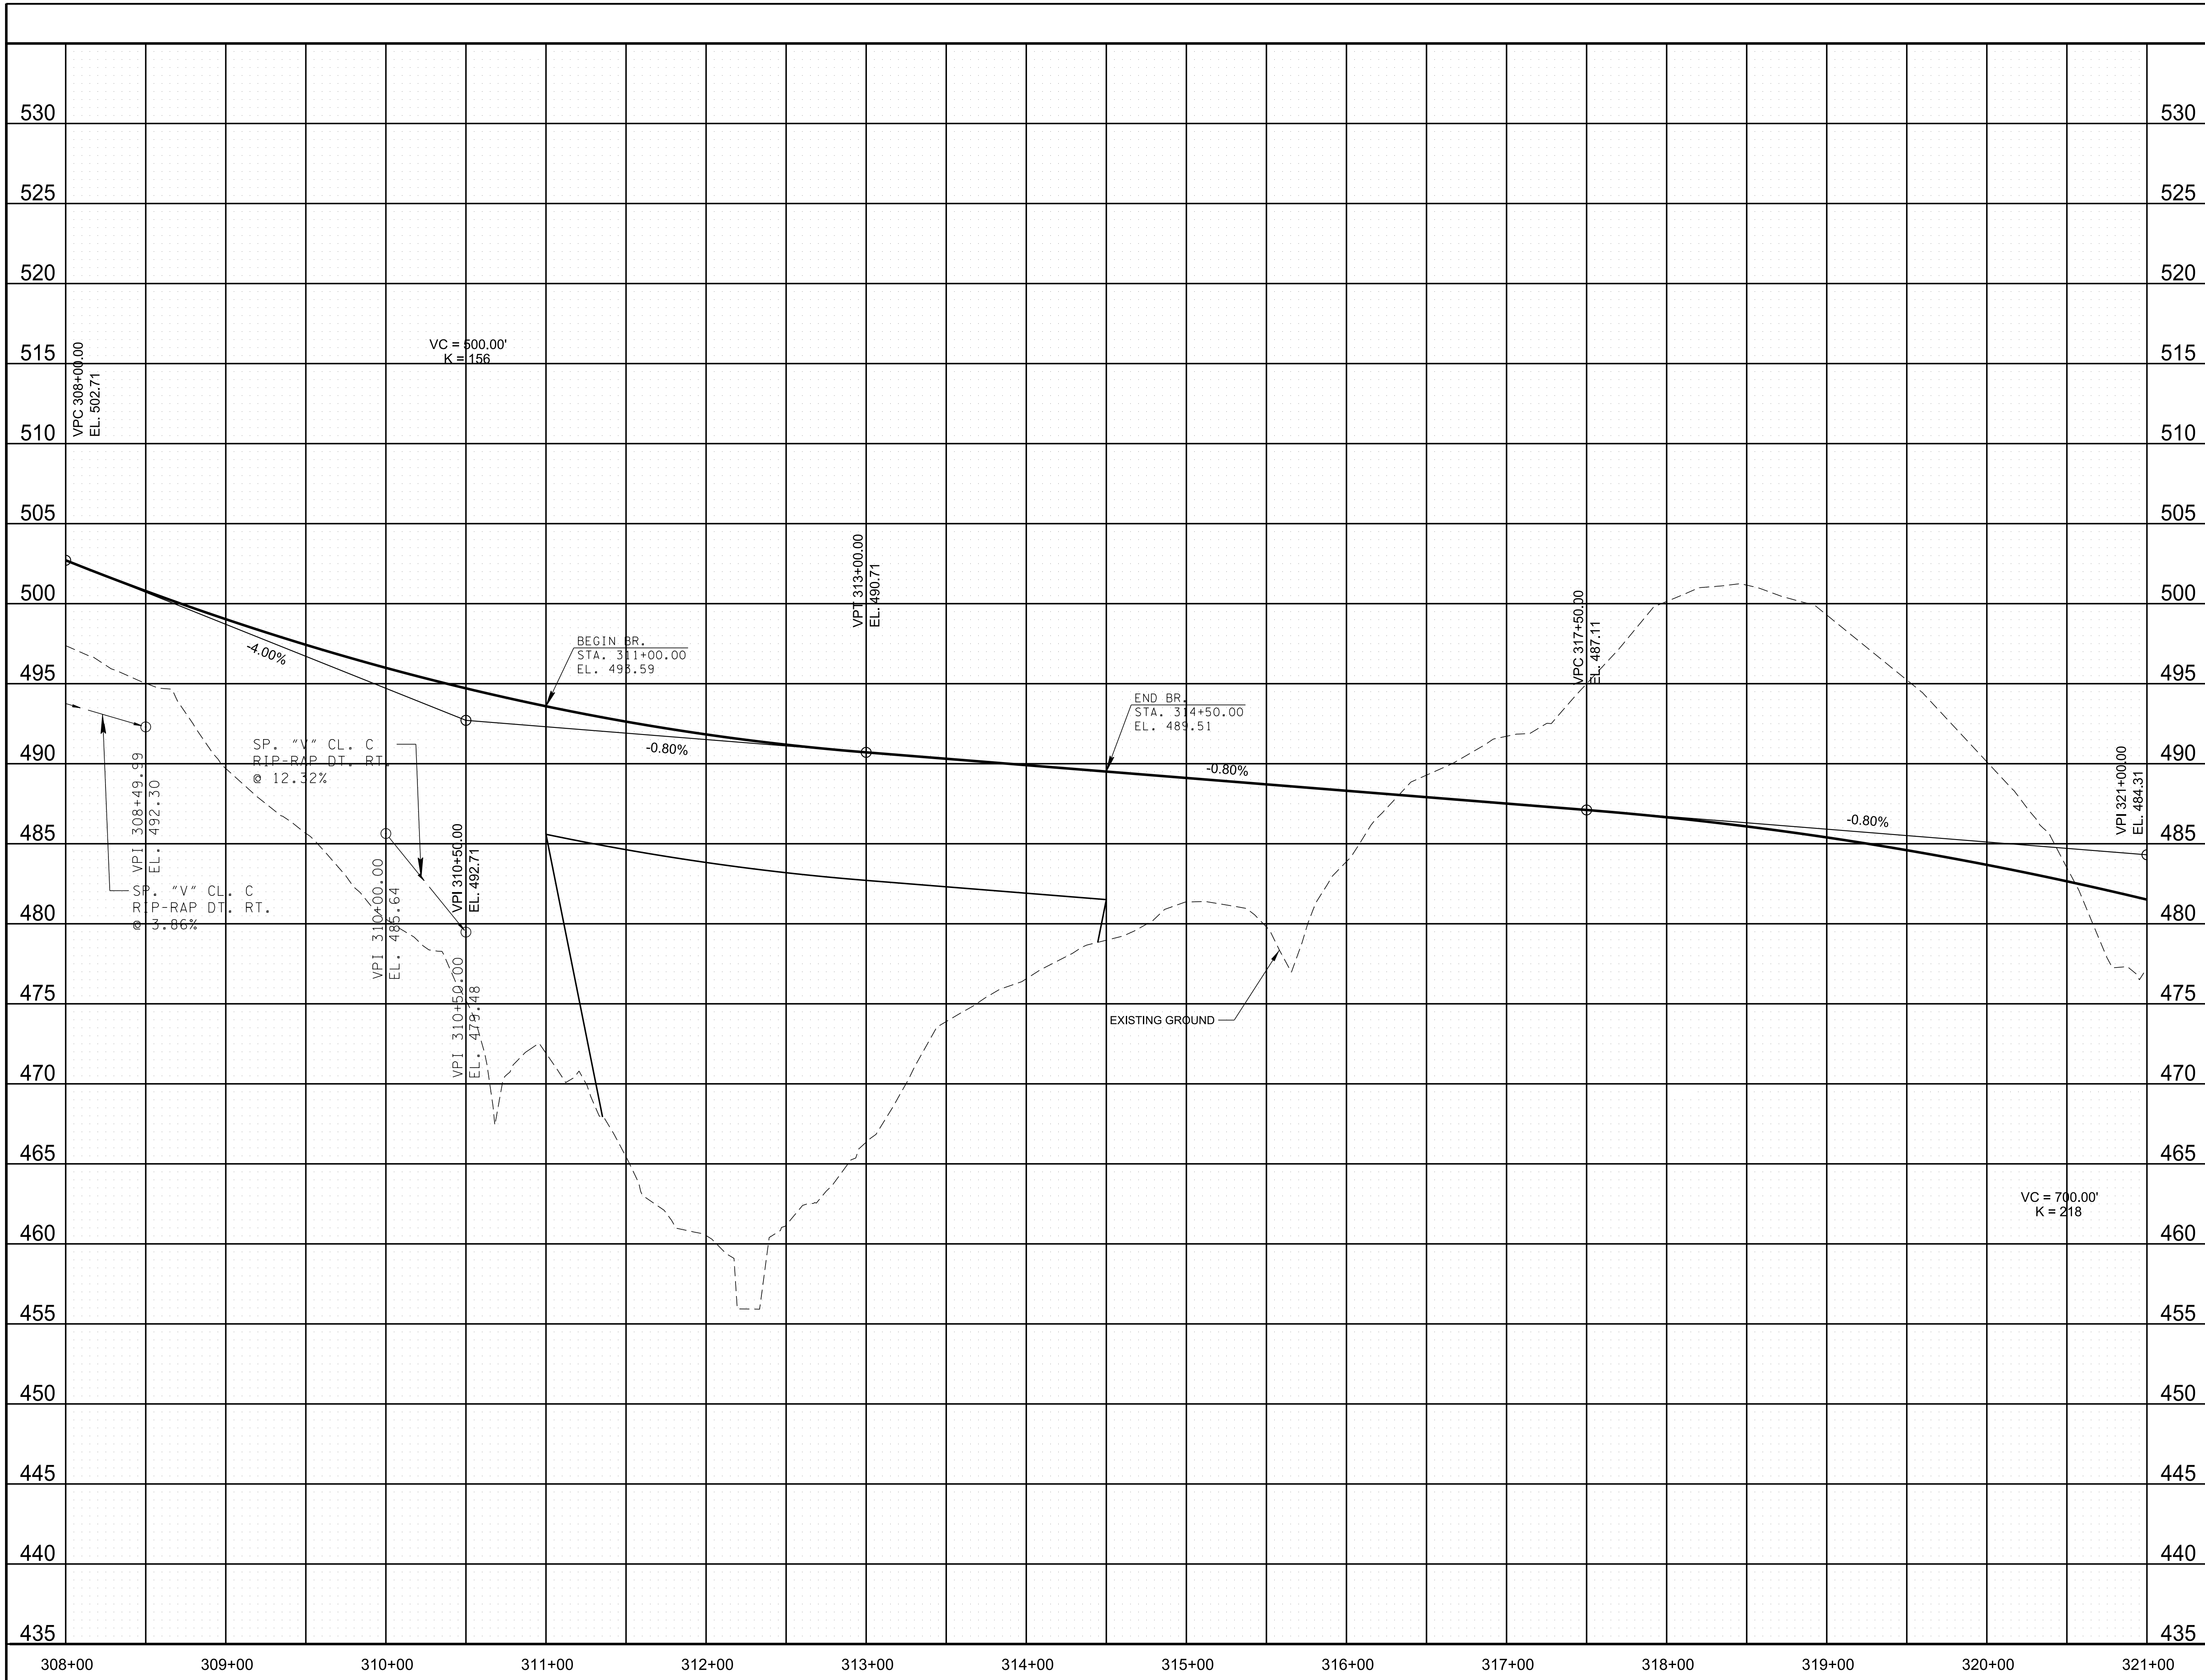 530
530
525
525
520
520
515
515
510
510
505
505
500
500
495
495
490
490
485
485
480
480
475
475
470
470
465
465
460
460
455
455
450
450
445
445
440
440
435
435
VPC 308+00.00
EL. 502.71
VC = 500.00'
K = 156
-4.00%
BEGIN BR.
STA. 311+00.00
EL. 493.59
VPT 313+00.00
EL. 490.71
END BR.
STA. 314+50.00
EL. 489.51
VPC 317+50.00
EL. 487.11
-0.80%
-0.80%
-0.80%
VPI 321+00.00
EL. 484.31
VPI 308+49.99
EL. 492.30
SP. "V" CL. C
RIP-RAP DT. RT.
@ 12.32%
SP. "V" CL. C
RIP-RAP DT. RT.
@ 3.86%
VPI 310+00.00
EL. 485.64
VPI 310+50.00
EL. 492.71
VPI 310+50.00
EL. 479.48
EXISTING GROUND
VC = 700.00'
K = 218
308+00 309+00 310+00 311+00 312+00 313+00 314+00 315+00 316+00 317+00 318+00 319+00 320+00 321+00